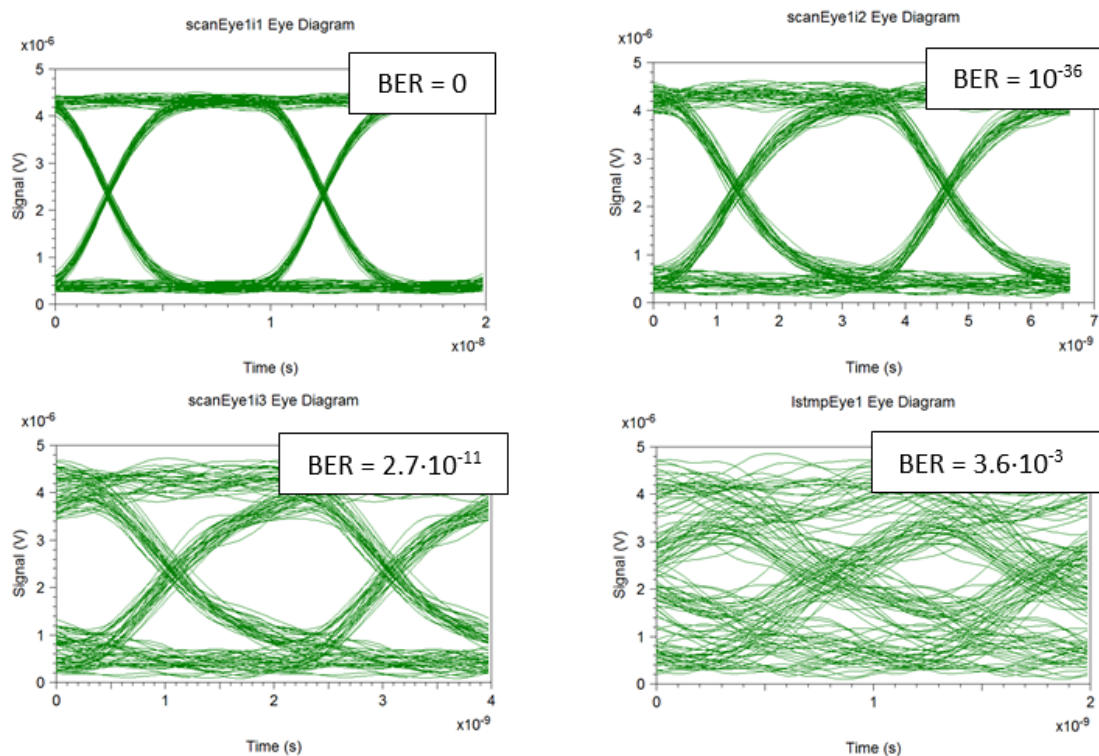 scanEye1i1 Eye Diagram
x10⁻⁶
BER = 0
5
4
3
2
1
0
Signal (V)
0
1
2
x10⁻⁸
Time (s)
scanEye1i2 Eye Diagram
x10⁻⁶
BER = 10⁻³⁶
5
4
3
2
1
0
Signal (V)
0
1
2
3
4
5
6
7
x10⁻⁹
Time (s)
scanEye1i3 Eye Diagram
x10⁻⁶
BER = 2.7·10⁻¹¹
5
4
3
2
1
0
Signal (V)
0
1
2
3
4
x10⁻⁹
Time (s)
lstmpEye1 Eye Diagram
x10⁻⁶
BER = 3.6·10⁻³
5
4
3
2
1
0
Signal (V)
0
1
2
x10⁻⁹
Time (s)